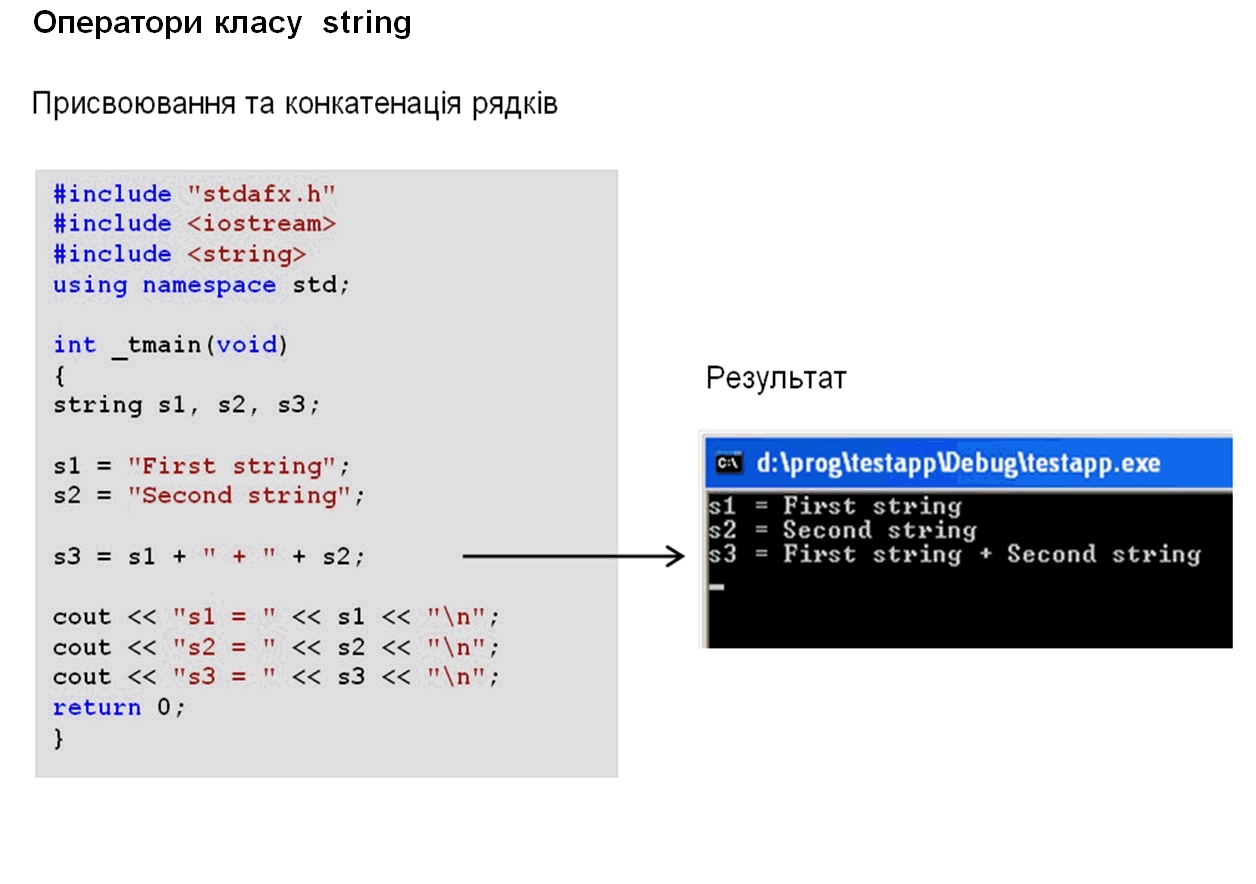 Оператори класу string
Присвоювання та конкатенація рядків
#include "stdafx.h"
#include <iostream>
#include <string>
using namespace std;
int _tmain(void)
{
string s1, s2, s3;
s1 = "First string";
s2 = "Second string";
s3 = s1 + " + " + s2;
cout << "s1 = " << s1 << "\n";
cout << "s2 = " << s2 << "\n";
cout << "s3 = " << s3 << "\n";
return 0;
}
Результат
C:\ d:\prog\testapp\Debug\testapp.exe
s1 = First string
s2 = Second string
s3 = First string + Second string